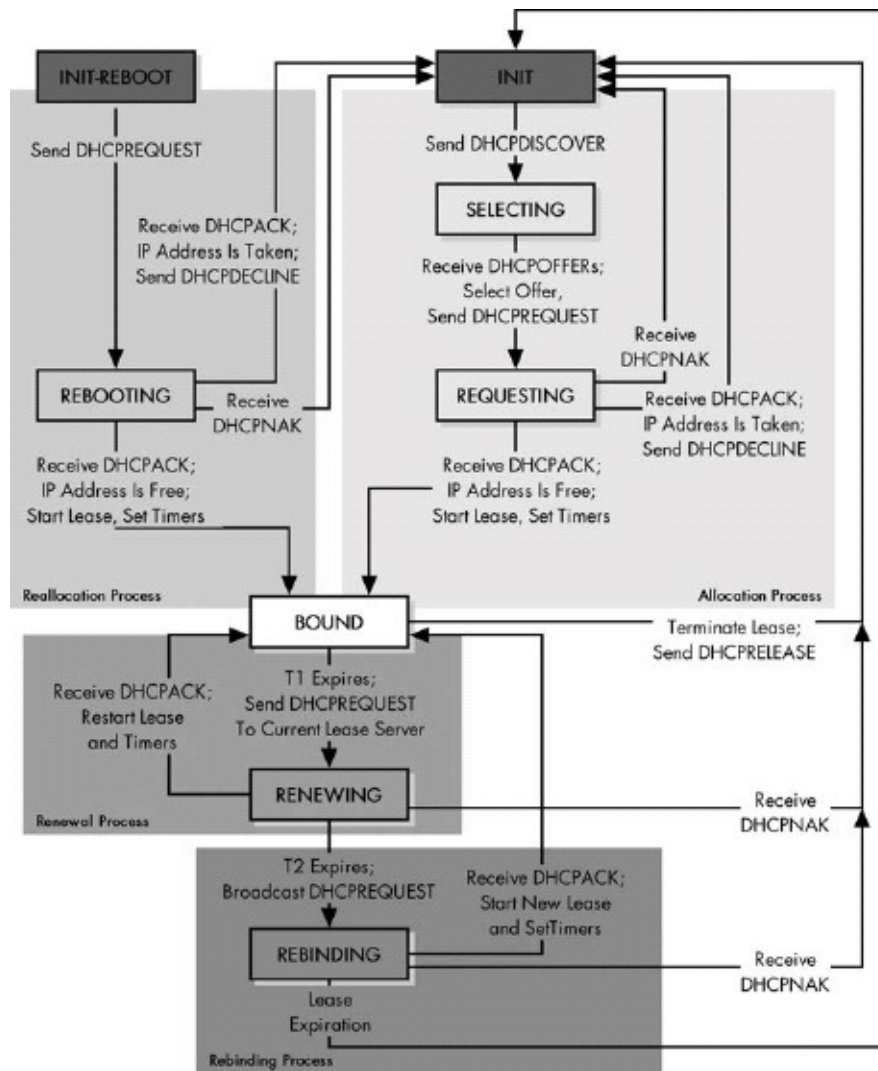 INIT-REBOOT
INIT
Send DHCPREQUEST
Send DHCPDISCOVER
SELECTING
Receive DHCPACK;
IP Address Is Taken;
Send DHCPDECLINE
Receive DHCPOFFERs;
Select Offer,
Send DHCPREQUEST
Receive
DHCPNAK
REBOOTING
Receive
DHCPNAK
REQUESTING
Receive DHCPACK;
IP Address Is Taken;
Send DHCPDECLINE
Receive DHCPACK;
IP Address Is Free;
Start Lease, Set Timers
Receive DHCPACK;
IP Address Is Free;
Start Lease, Set Timers
Reallocation Process
Allocation Process
BOUND
Terminate Lease;
Send DHCPRELEASE
Receive DHCPACK;
Restart Lease
and Timers
T1 Expires;
Send DHCPREQUEST
To Current Lease Server
RENEWING
Receive
DHCPNAK
Renewal Process
T2 Expires;
Broadcast DHCPREQUEST
Receive DHCPACK;
Start New Lease
and SetTimers
REBINDING
Receive
DHCPNAK
Lease
Expiration
Rebinding Process